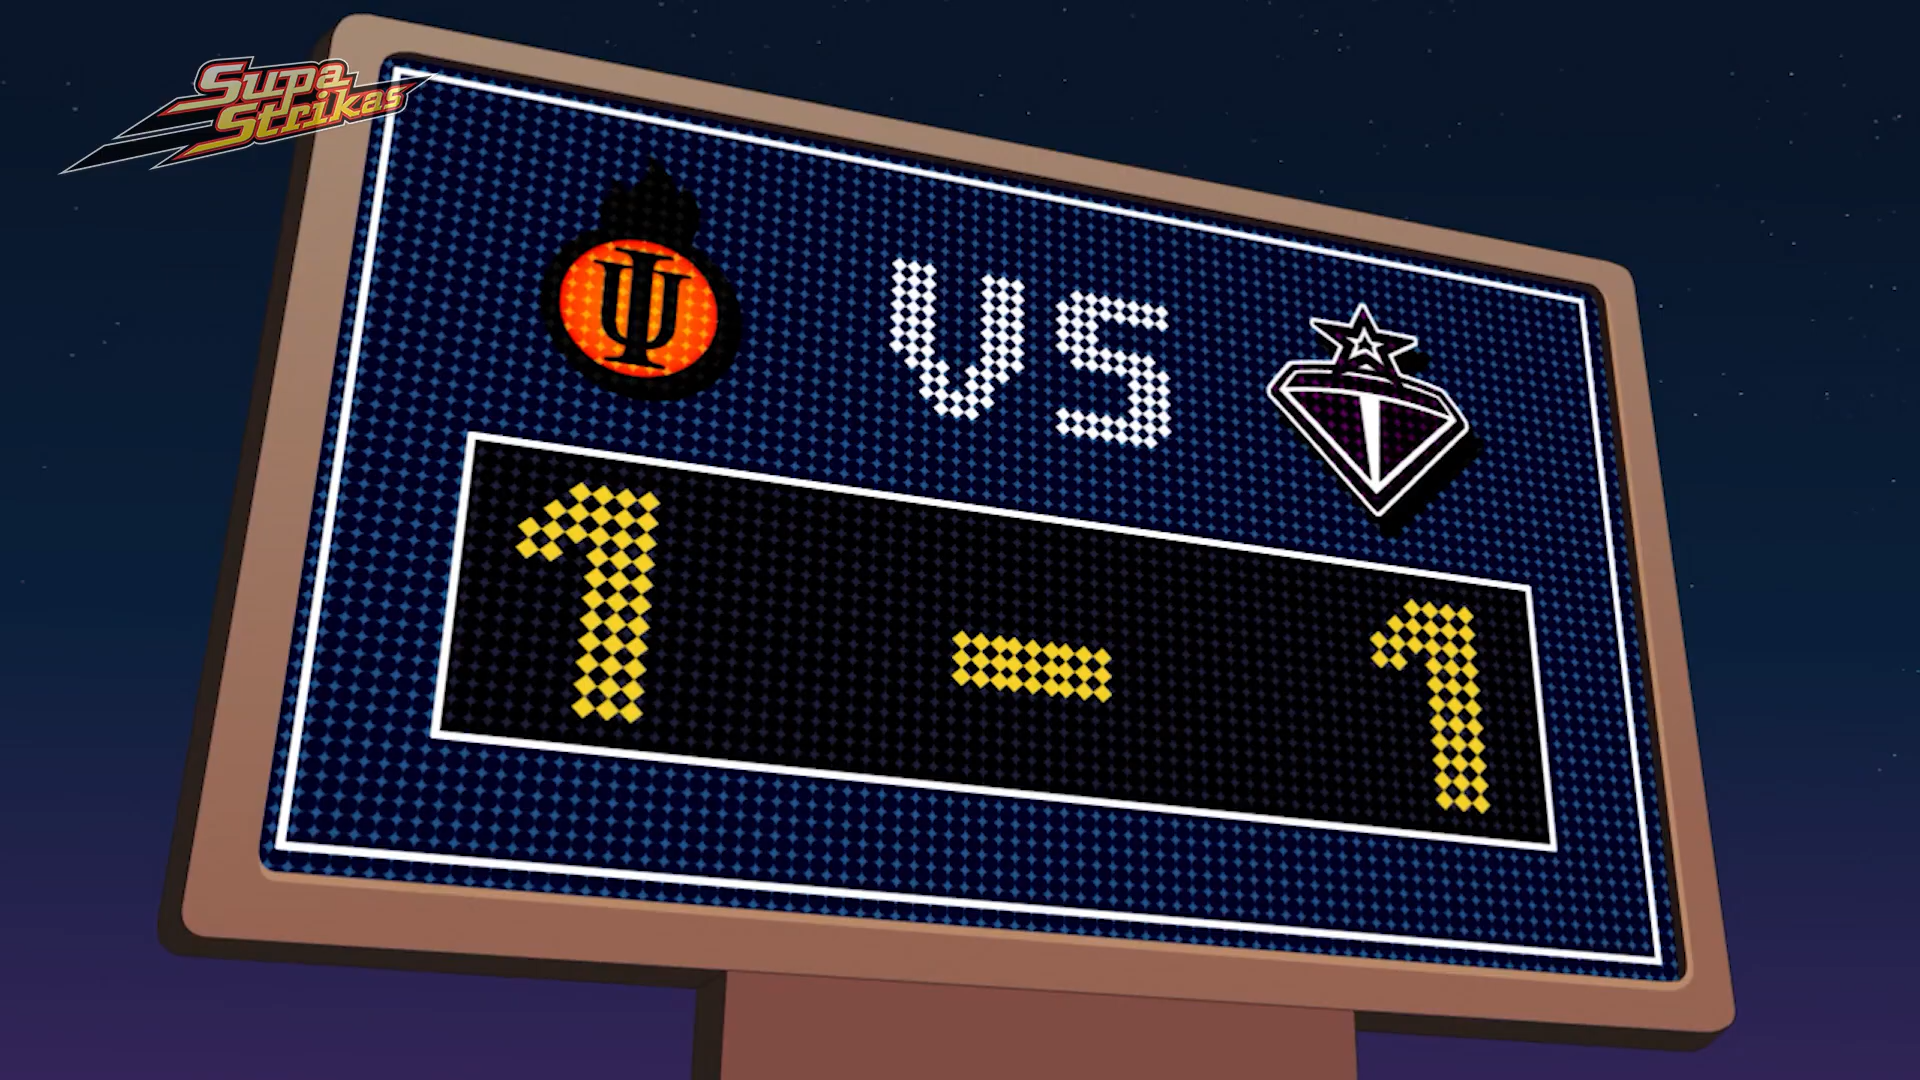 Supa
Strikas
Ψ
VS
1 - 1